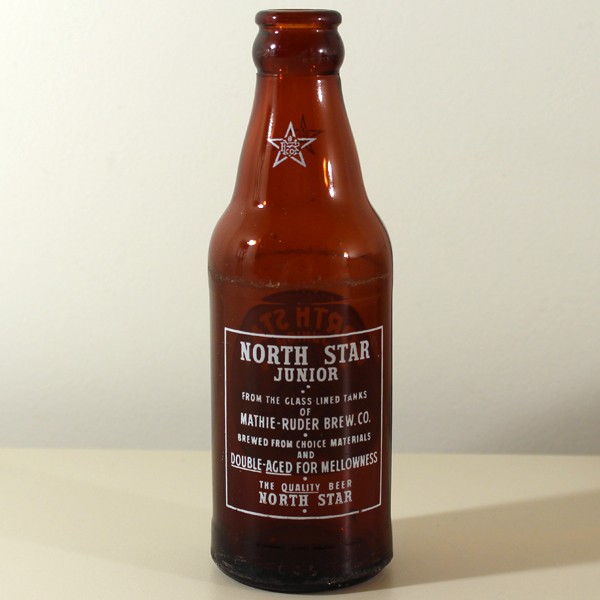 NORTH STAR
JUNIOR
FROM THE GLASS LINED TANKS
OF
MATHIE-RUDER BREW. CO.
BREWED FROM CHOICE MATERIALS
AND
DOUBLE-AGED FOR MELLOWNESS
THE QUALITY BEER
NORTH STAR